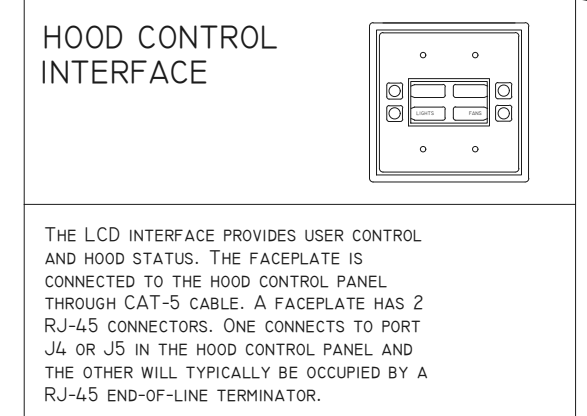 HOOD CONTROL
INTERFACE
LIGHTS FANS
THE LCD INTERFACE PROVIDES USER CONTROL
AND HOOD STATUS. THE FACEPLATE IS
CONNECTED TO THE HOOD CONTROL PANEL
THROUGH CAT-5 CABLE. A FACEPLATE HAS 2
RJ-45 CONNECTORS. ONE CONNECTS TO PORT
J4 OR J5 IN THE HOOD CONTROL PANEL AND
THE OTHER WILL TYPICALLY BE OCCUPIED BY A
RJ-45 END-OF-LINE TERMINATOR.